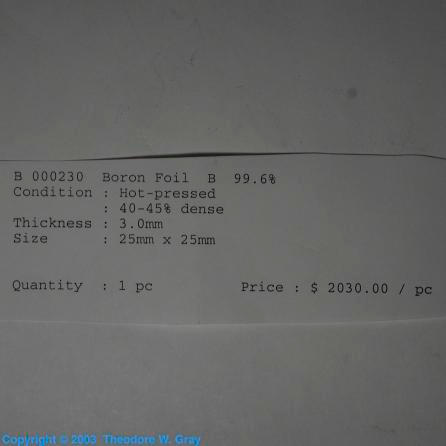 B 000230  Boron Foil  B  99.6%
Condition : Hot-pressed
: 40-45% dense
Thickness : 3.0mm
Size : 25mm x 25mm
Quantity : 1 pc Price : $ 2030.00 / pc
Copyright © 2003 Theodore W. Gray